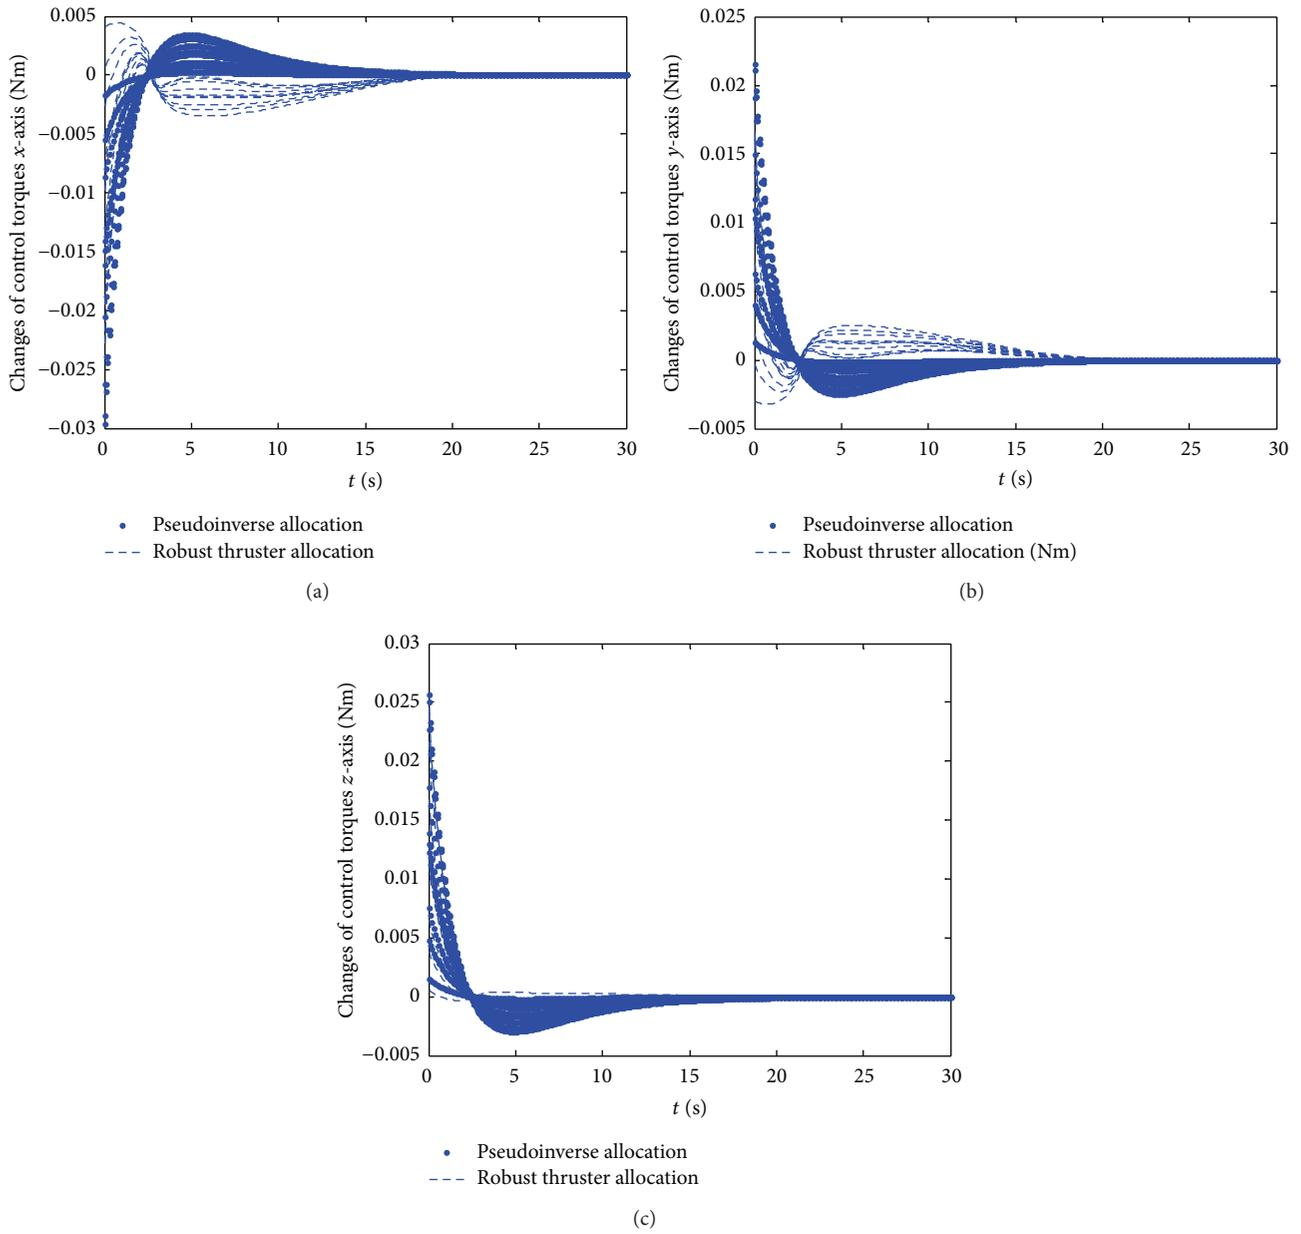 0.005
0
−0.005
−0.01
−0.015
−0.02
−0.025
−0.03
Changes of control torques x-axis (Nm)
0 5 10 15 20 25 30
t (s)
Pseudoinverse allocation
Robust thruster allocation
(a)
0.025
0.02
0.015
0.01
0.005
0
−0.005
Changes of control torques y-axis (Nm)
0 5 10 15 20 25 30
t (s)
Pseudoinverse allocation
Robust thruster allocation (Nm)
(b)
0.03
0.025
0.02
0.015
0.01
0.005
0
−0.005
Changes of control torques z-axis (Nm)
0 5 10 15 20 25 30
t (s)
Pseudoinverse allocation
Robust thruster allocation
(c)